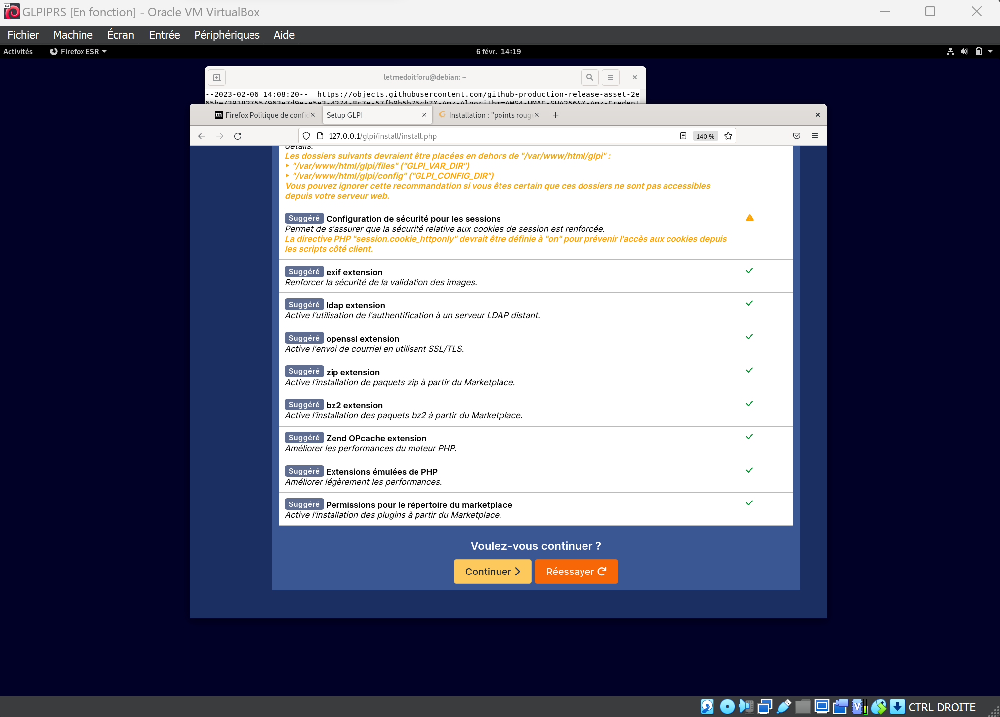 64
GLPIPRS [En fonction] - Oracle VM VirtualBox
Fichier Machine Écran Entrée Périphériques Aide
Activités Firefox ESR 6 févr. 14:19
letmedoitforu@debian: ~
--2023-02-06 14:08:20-- https://objects.githubusercontent.com/github-production-release-asset-2e
65be/39182755/963e7d9e-e5e3-4274-8c7e-57fb0b5b75cb?X-Amz-Algorithm=AWS4-HMAC-SHA256&X-Amz-Credent
m Firefox Politique de confid Setup GLPI Installation : "points rouge
127.0.0.1/glpi/install/install.php 140 %
détails.
Les dossiers suivants devraient être placées en dehors de "/var/www/html/glpi" :
‣ "/var/www/html/glpi/files" ("GLPI_VAR_DIR")
‣ "/var/www/html/glpi/config" ("GLPI_CONFIG_DIR")
Vous pouvez ignorer cette recommandation si vous êtes certain que ces dossiers ne sont pas accessibles
depuis votre serveur web.
Suggéré Configuration de sécurité pour les sessions
Permet de s'assurer que la sécurité relative aux cookies de session est renforcée.
La directive PHP "session.cookie_httponly" devrait être définie à "on" pour prévenir l'accès aux cookies depuis
les scripts côté client.
Suggéré exif extension
Renforcer la sécurité de la validation des images.
Suggéré ldap extension
Active l'utilisation de l'authentification à un serveur LDAP distant.
Suggéré openssl extension
Active l'envoi de courriel en utilisant SSL/TLS.
Suggéré zip extension
Active l'installation de paquets zip à partir du Marketplace.
Suggéré bz2 extension
Active l'installation des paquets bz2 à partir du Marketplace.
Suggéré Zend OPcache extension
Améliorer les performances du moteur PHP.
Suggéré Extensions émulées de PHP
Améliorer légèrement les performances.
Suggéré Permissions pour le répertoire du marketplace
Active l'installation des plugins à partir du Marketplace.
Voulez-vous continuer ?
Continuer Réessayer
CTRL DROITE